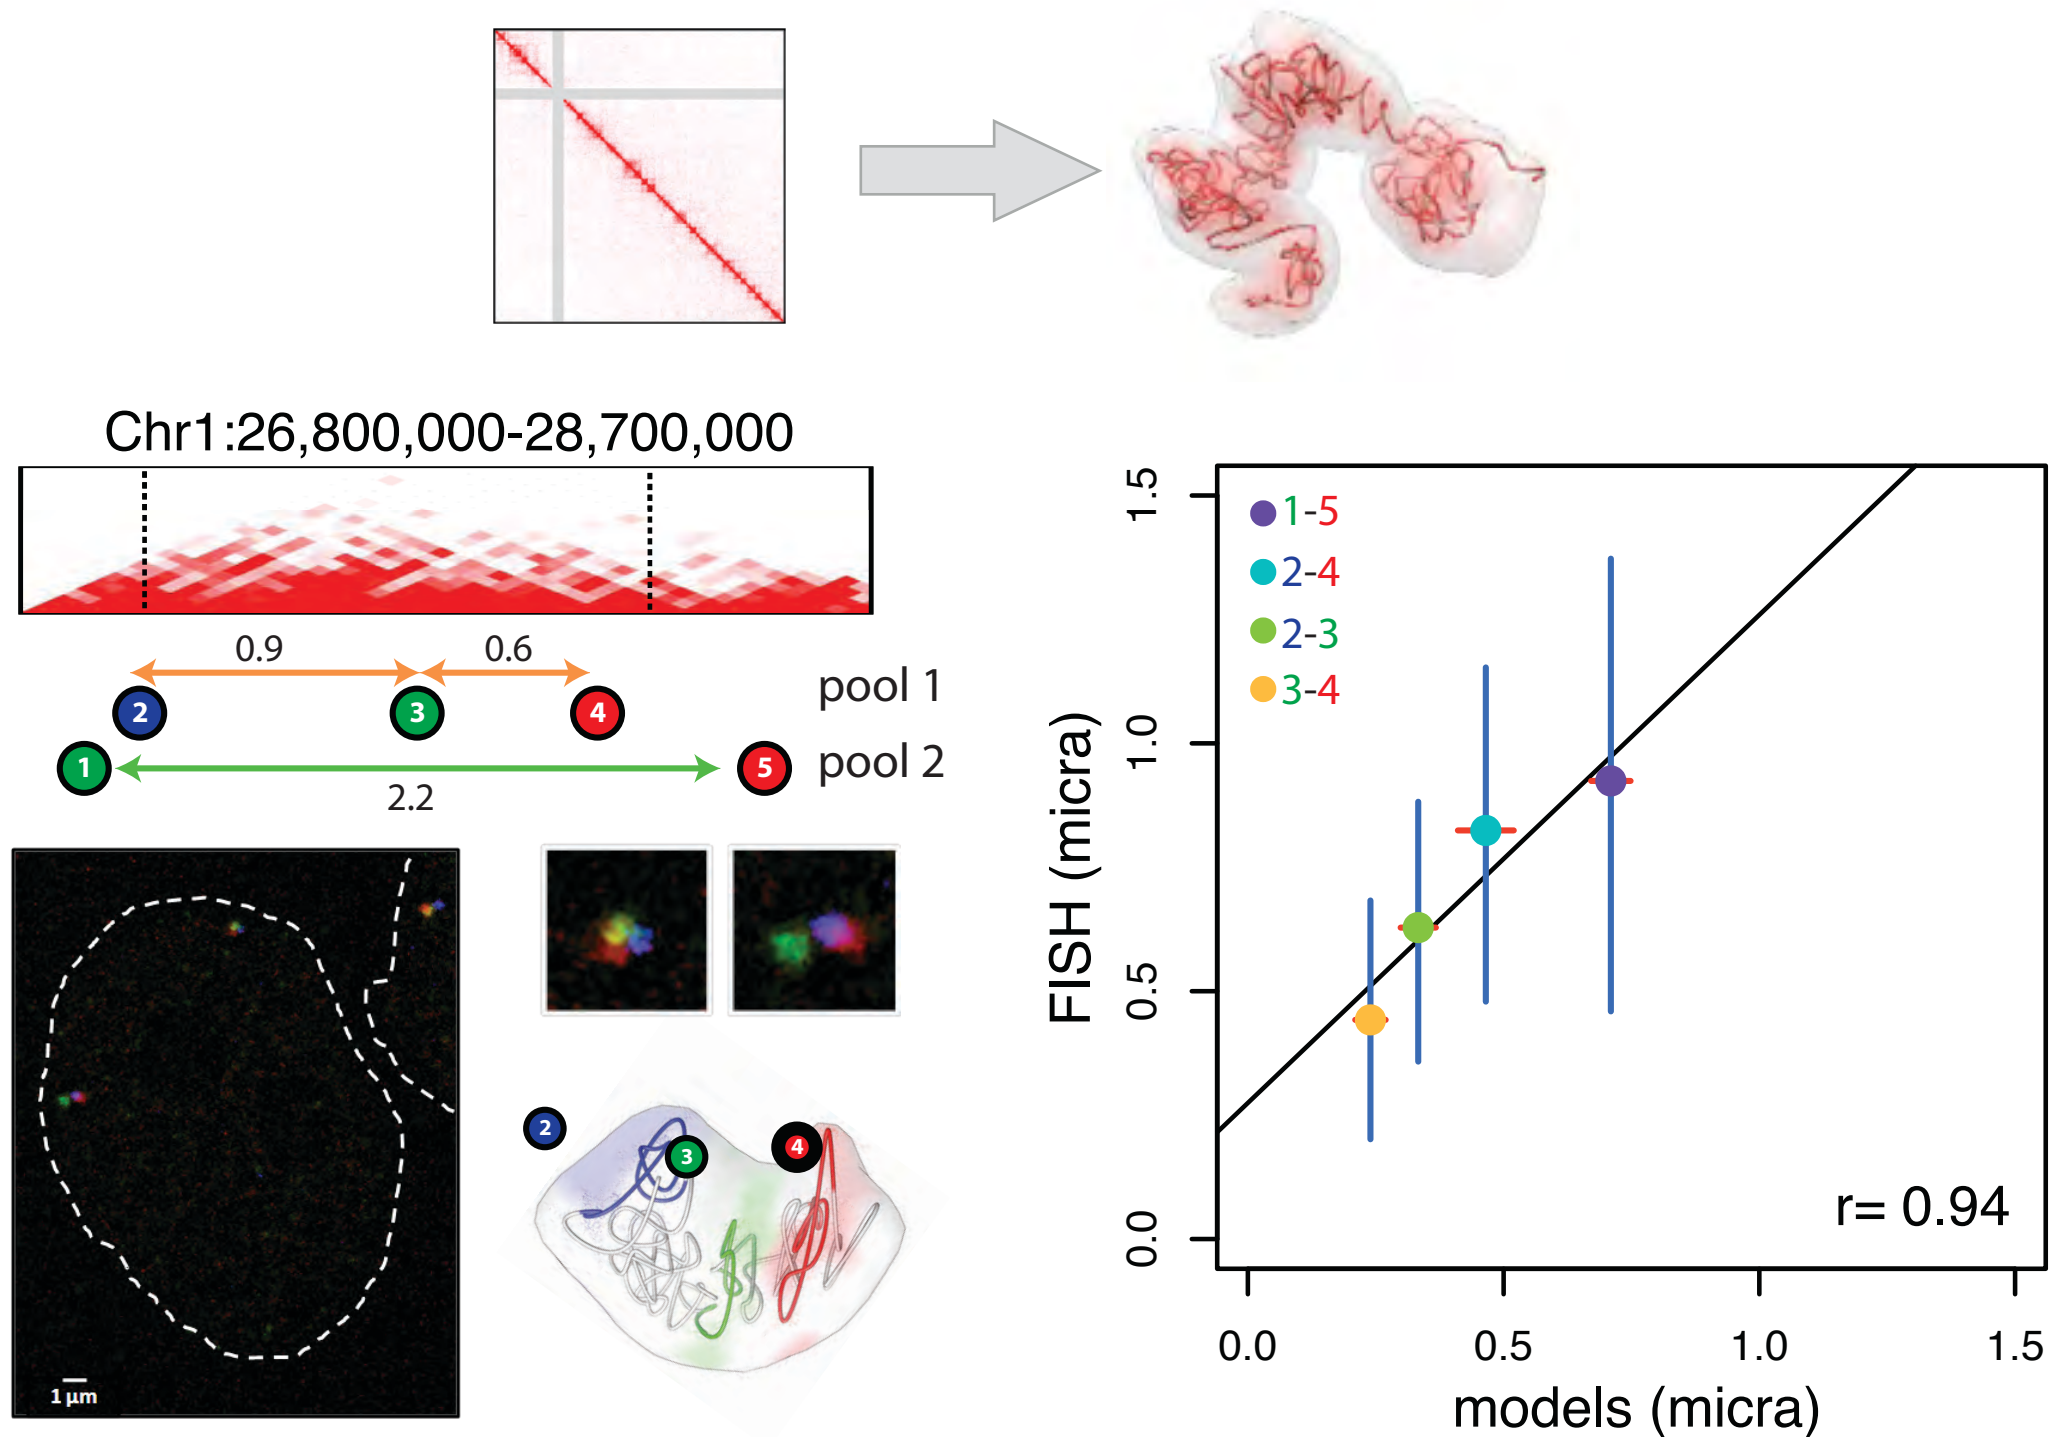 Chr1:26,800,000-28,700,000
0.9
0.6
2
3
4
pool 1
1
5
pool 2
2.2
1 μm
2
3
4
1-5
2-4
2-3
3-4
FISH (micra)
1.5
1.0
0.5
0.0
r= 0.94
0.0 0.5 1.0 1.5
models (micra)